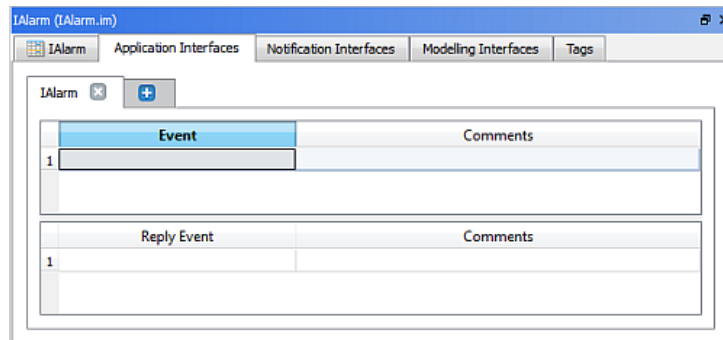 IAlarm (IAlarm.im)
IAlarm Application Interfaces Notification Interfaces Modelling Interfaces Tags
IAlarm
Event Comments
1
Reply Event Comments
1